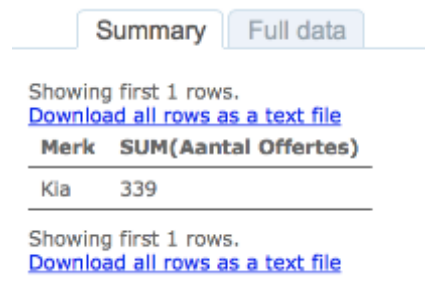 Summary Full data
Showing first 1 rows.
Download all rows as a text file
Merk SUM(Aantal Offertes)
Kia 339
Showing first 1 rows.
Download all rows as a text file